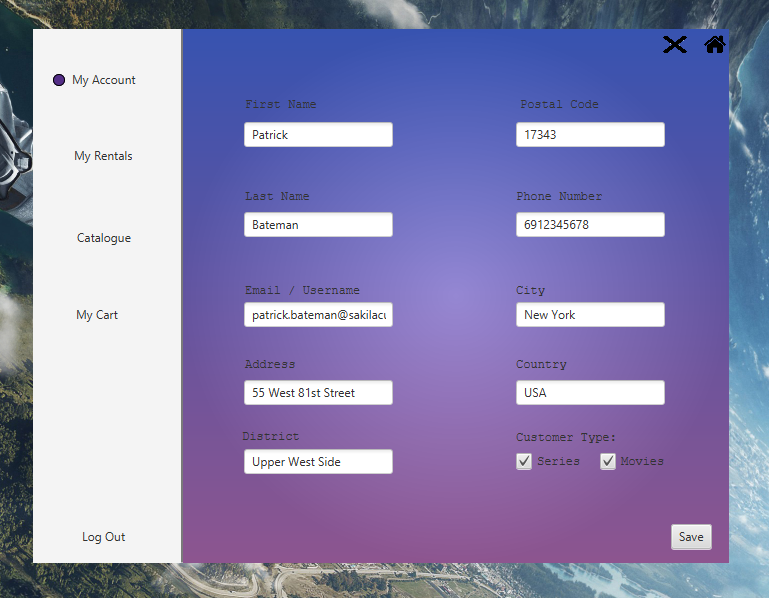 My Account
My Rentals
Catalogue
My Cart
Log Out
First Name
Patrick
Last Name
Bateman
Email / Username
patrick.bateman@sakilacu
Address
55 West 81st Street
District
Upper West Side
Postal Code
17343
Phone Number
6912345678
City
New York
Country
USA
Customer Type:
Series Movies
Save